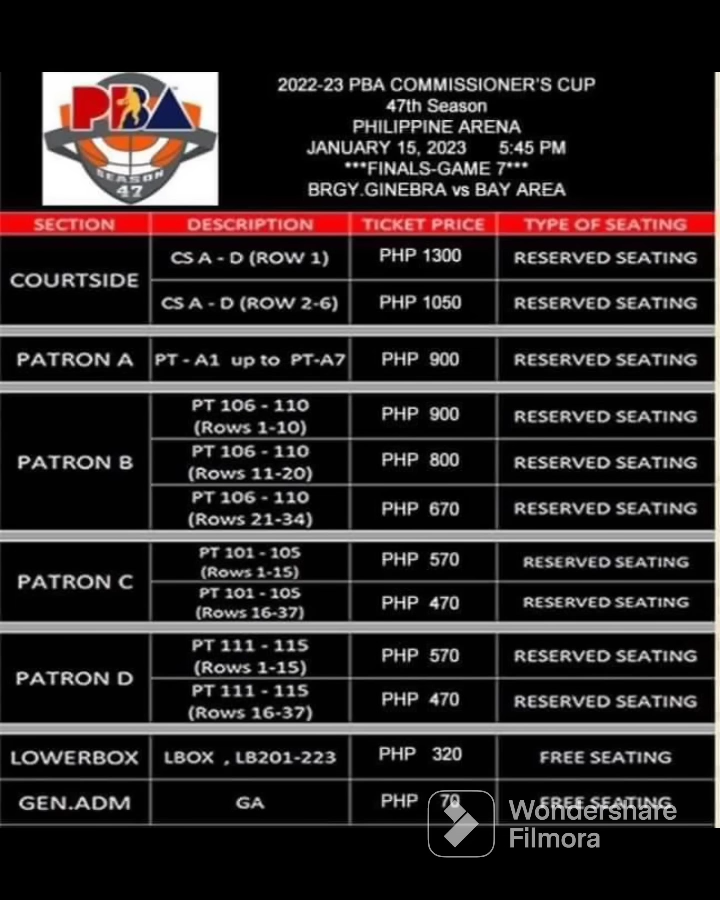 PBA
SEASON
47
2022-23 PBA COMMISSIONER'S CUP
47th Season
PHILIPPINE ARENA
JANUARY 15, 2023 5:45 PM
***FINALS-GAME 7***
BRGY.GINEBRA vs BAY AREA
SECTION DESCRIPTION TICKET PRICE TYPE OF SEATING
COURTSIDE
CS A - D (ROW 1) PHP 1300 RESERVED SEATING
CS A - D (ROW 2-6) PHP 1050 RESERVED SEATING
PATRON A PT - A1 up to PT-A7 PHP 900 RESERVED SEATING
PATRON B
PT 106 - 110
(Rows 1-10) PHP 900 RESERVED SEATING
PT 106 - 110
(Rows 11-20) PHP 800 RESERVED SEATING
PT 106 - 110
(Rows 21-34) PHP 670 RESERVED SEATING
PATRON C
PT 101 - 105
(Rows 1-15) PHP 570 RESERVED SEATING
PT 101 - 105
(Rows 16-37) PHP 470 RESERVED SEATING
PATRON D
PT 111 - 115
(Rows 1-15) PHP 570 RESERVED SEATING
PT 111 - 115
(Rows 16-37) PHP 470 RESERVED SEATING
LOWERBOX LBOX , LB201-223 PHP 320 FREE SEATING
GEN.ADM GA PHP 70 FREE SEATING
Wondershare
Filmora